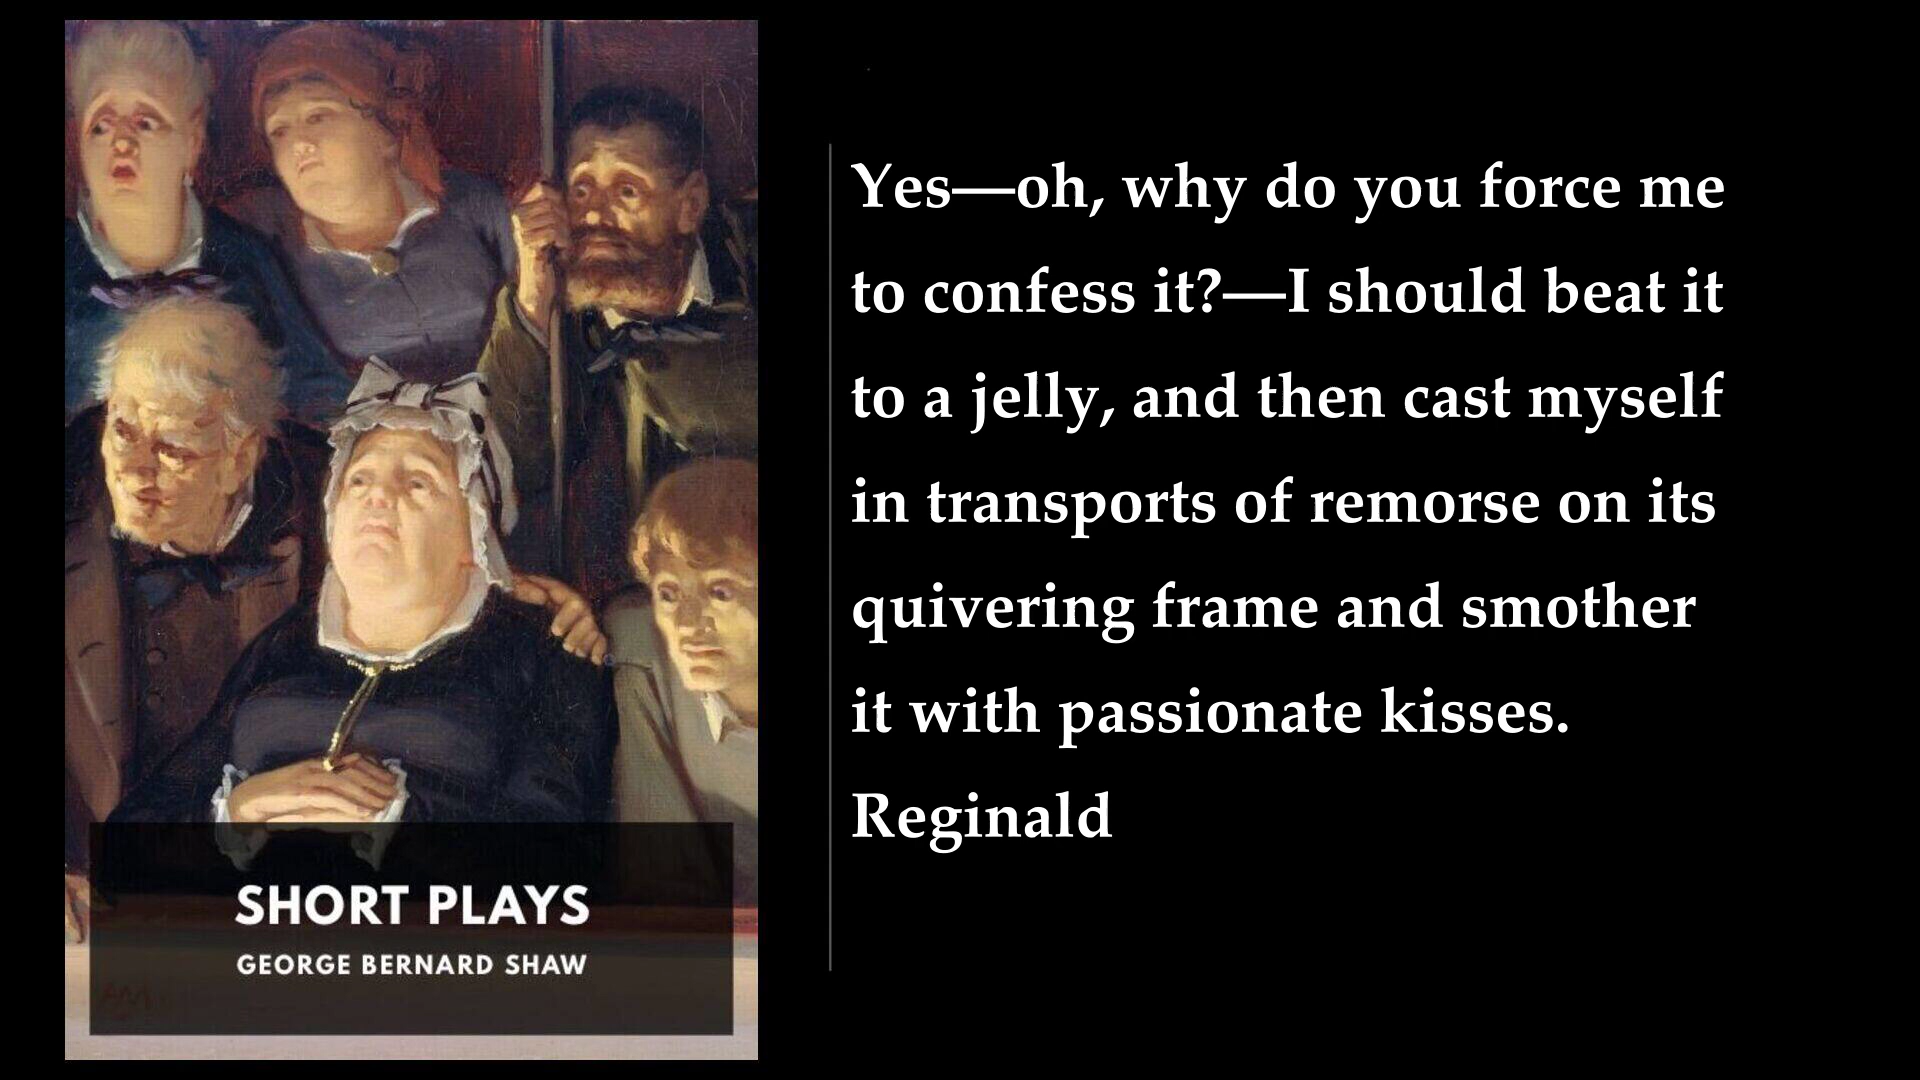 SHORT PLAYS
GEORGE BERNARD SHAW
Yes—oh, why do you force me
to confess it?—I should beat it
to a jelly, and then cast myself
in transports of remorse on its
quivering frame and smother
it with passionate kisses.
Reginald